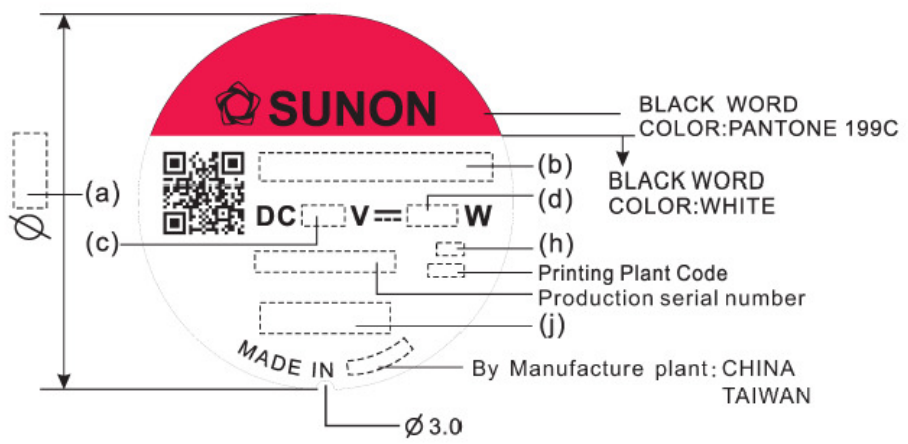 SUNON
BLACK WORD
COLOR:PANTONE 199C
(a)
(b)
BLACK WORD
COLOR:WHITE
(d)
DC V W
(c)
(h)
Printing Plant Code
Production serial number
(j)
MADE IN
By Manufacture plant: CHINA
TAIWAN
Ø
Ø 3.0